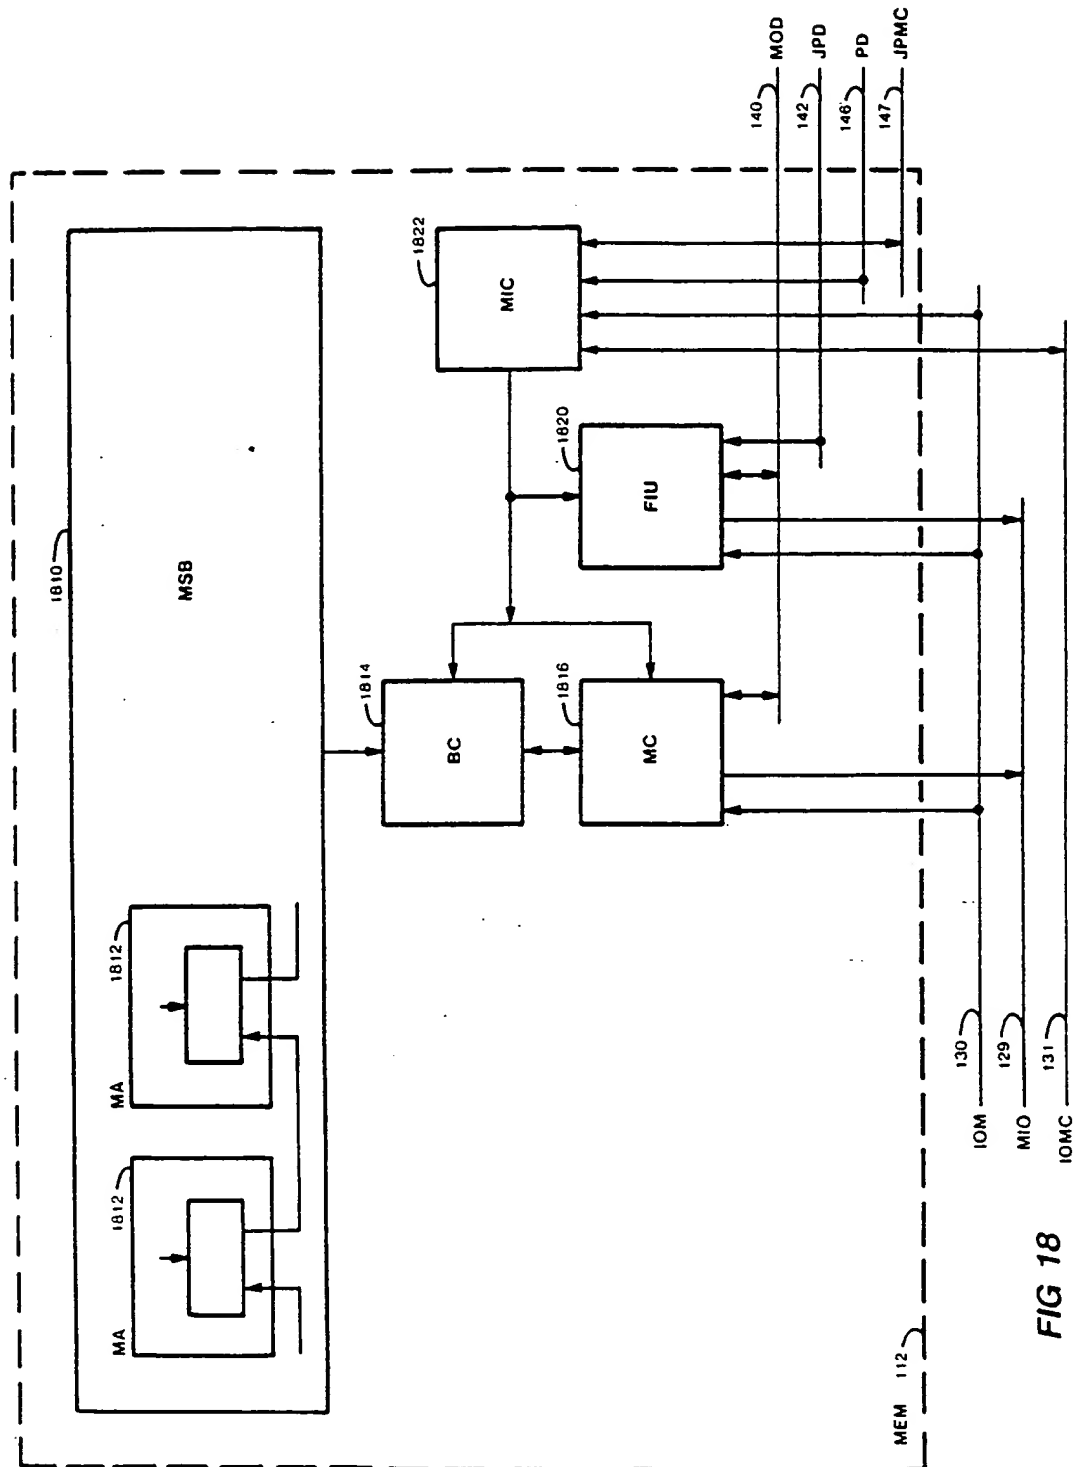 1810
MSB
MA
1812
MA
1812
1814
BC
1816
MC
1820
FIU
1822
MIC
140
MOD
142
JPD
146
PD
147
JPMC
IOM
130
MIO
129
IOMC
131
MEM 112
FIG 18